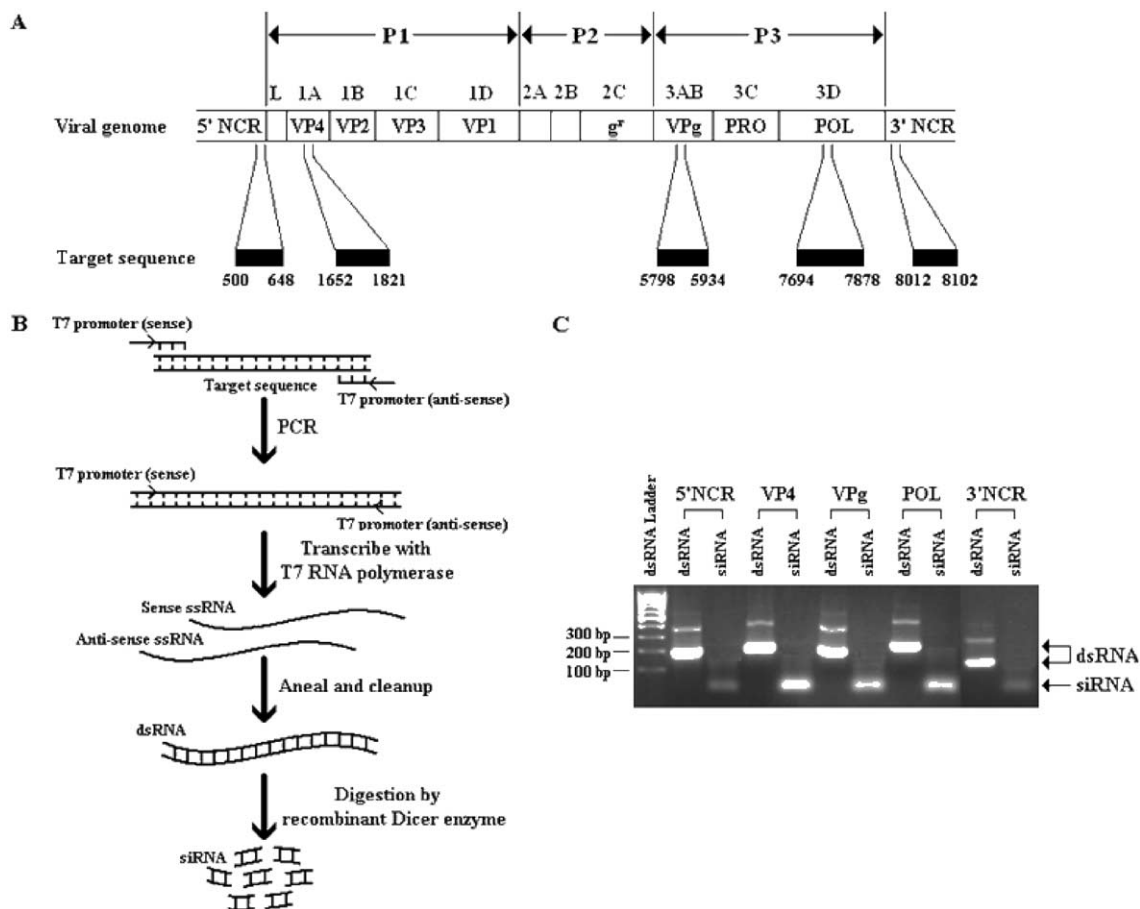 A
P1 P2 P3
L 1A 1B 1C 1D 2A 2B 2C 3AB 3C 3D
Viral genome 5' NCR VP4 VP2 VP3 VP1 gʳ VPg PRO POL 3' NCR
Target sequence
500 648 1652 1821 5798 5934 7694 7878 8012 8102
B
T7 promoter (sense)
Target sequence
T7 promoter (anti-sense)
PCR
T7 promoter (sense)
T7 promoter (anti-sense)
Transcribe with
T7 RNA polymerase
Sense ssRNA
Anti-sense ssRNA
Aneal and cleanup
dsRNA
Digestion by
recombinant Dicer enzyme
siRNA
C
5'NCR VP4 VPg POL 3'NCR
dsRNA Ladder dsRNA siRNA dsRNA siRNA dsRNA siRNA dsRNA siRNA dsRNA siRNA
300 bp
200 bp
100 bp
dsRNA
siRNA